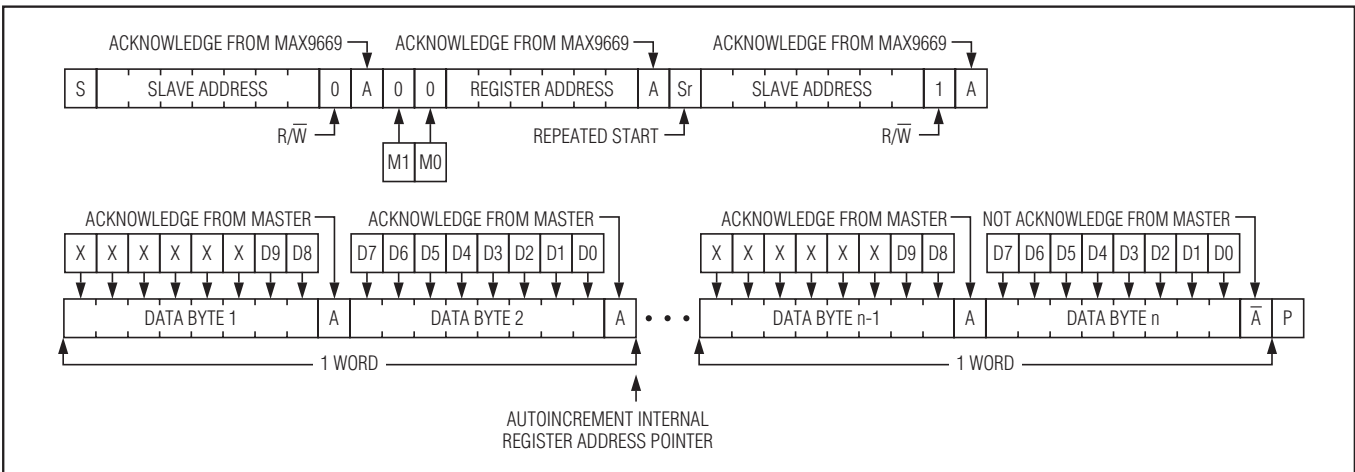 ACKNOWLEDGE FROM MAX9669 ACKNOWLEDGE FROM MAX9669 ACKNOWLEDGE FROM MAX9669
S SLAVE ADDRESS 0 A 0 0 REGISTER ADDRESS A Sr SLAVE ADDRESS 1 A
R/W̅ REPEATED START R/W̅
M1 M0
ACKNOWLEDGE FROM MASTER ACKNOWLEDGE FROM MASTER ACKNOWLEDGE FROM MASTER NOT ACKNOWLEDGE FROM MASTER
X X X X X X D9 D8 D7 D6 D5 D4 D3 D2 D1 D0 X X X X X X D9 D8 D7 D6 D5 D4 D3 D2 D1 D0
DATA BYTE 1 A DATA BYTE 2 A • • • DATA BYTE n-1 A DATA BYTE n A̅ P
1 WORD 1 WORD
AUTOINCREMENT INTERNAL
REGISTER ADDRESS POINTER